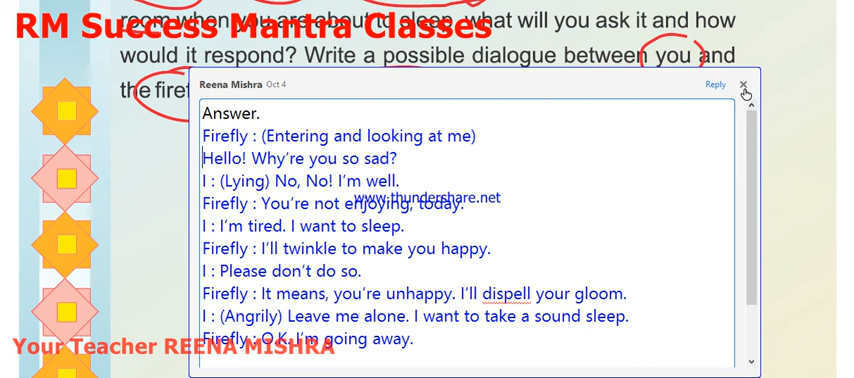 room when you are about to sleep, what will you ask it and how
RM Success Mantra Classes
would it respond? Write a possible dialogue between you and
the firef
Reena Mishra Oct 4 Reply
Answer.
Firefly : (Entering and looking at me)
Hello! Why're you so sad?
I : (Lying) No, No! I'm well.
www.thundershare.net
Firefly : You're not enjoying, today.
I : I'm tired. I want to sleep.
Firefly : I'll twinkle to make you happy.
I : Please don't do so.
Firefly : It means, you're unhappy. I'll dispell your gloom.
I : (Angrily) Leave me alone. I want to take a sound sleep.
Firefly : O.K. I'm going away.
Your Teacher REENA MISHRA